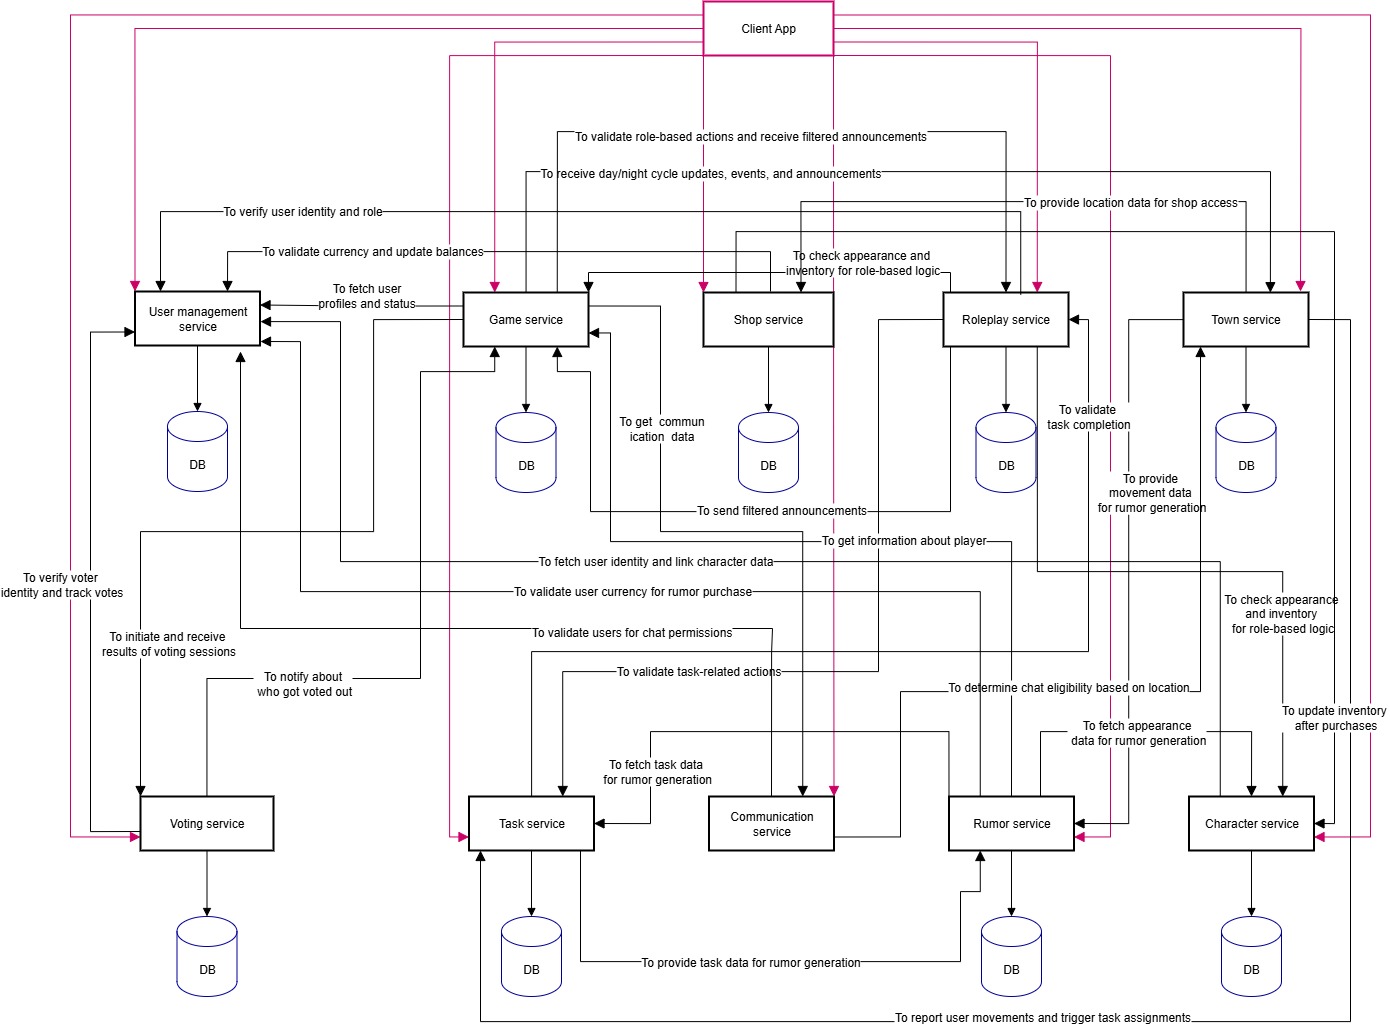 Client App
To validate role-based actions and receive filtered announcements
To receive day/night cycle updates, events, and announcements
To provide location data for shop access
To verify user identity and role
To validate currency and update balances
To check appearance and
inventory for role-based logic
To fetch user
profiles and status
User management
service
Game service
Shop service
Roleplay service
Town service
To validate
task completion
To get  commun
ication  data
DB
DB
DB
DB
DB
To provide
movement data
for rumor generation
To send filtered announcements
To get information about player
To fetch user identity and link character data
To verify voter
identity and track votes
To validate user currency for rumor purchase
To check appearance
and inventory
for role-based logic
To validate users for chat permissions
To initiate and receive
results of voting sessions
To validate task-related actions
To notify about
who got voted out
To determine chat eligibility based on location
To update inventory
after purchases
To fetch appearance
data for rumor generation
To fetch task data
for rumor generation
Voting service
Task service
Communication
service
Rumor service
Character service
To provide task data for rumor generation
DB
DB
DB
DB
To report user movements and trigger task assignments